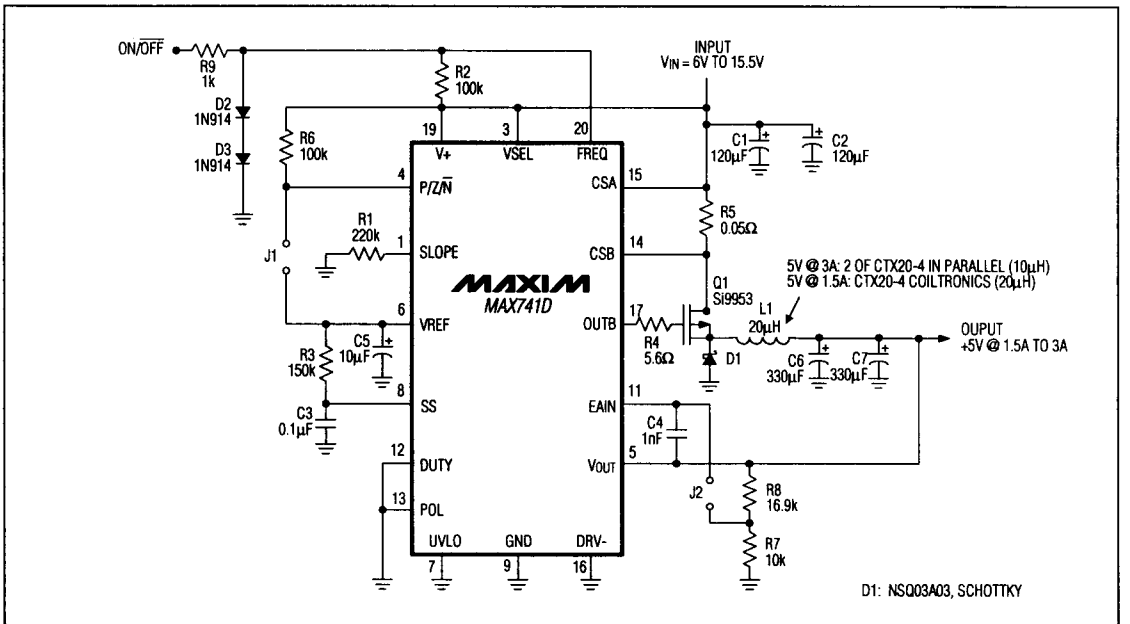 ON/OFF
R9
1k
INPUT
VIN = 6V TO 15.5V
R2
100k
D2
1N914
D3
1N914
R6
100k
19
3
20
V+
VSEL
FREQ
C1
120µF
C2
120µF
4
P/Z/N
CSA
15
R5
0.05Ω
J1
R1
220k
1
SLOPE
CSB
14
MAXIM
MAX741D
5V @ 3A: 2 OF CTX20-4 IN PARALLEL (10µH)
5V @ 1.5A: CTX20-4 COILTRONICS (20µH)
Q1
Si9953
6
VREF
OUTB
17
R4
5.6Ω
L1
20µH
D1
OUPUT
+5V @ 1.5A TO 3A
C6
330µF
C7
330µF
R3
150k
C5
10µF
8
SS
C3
0.1µF
EAIN
11
C4
1nF
12
DUTY
VOUT
5
13
POL
J2
R8
16.9k
R7
10k
UVLO
GND
DRV-
7
9
16
D1: NSQ03A03, SCHOTTKY